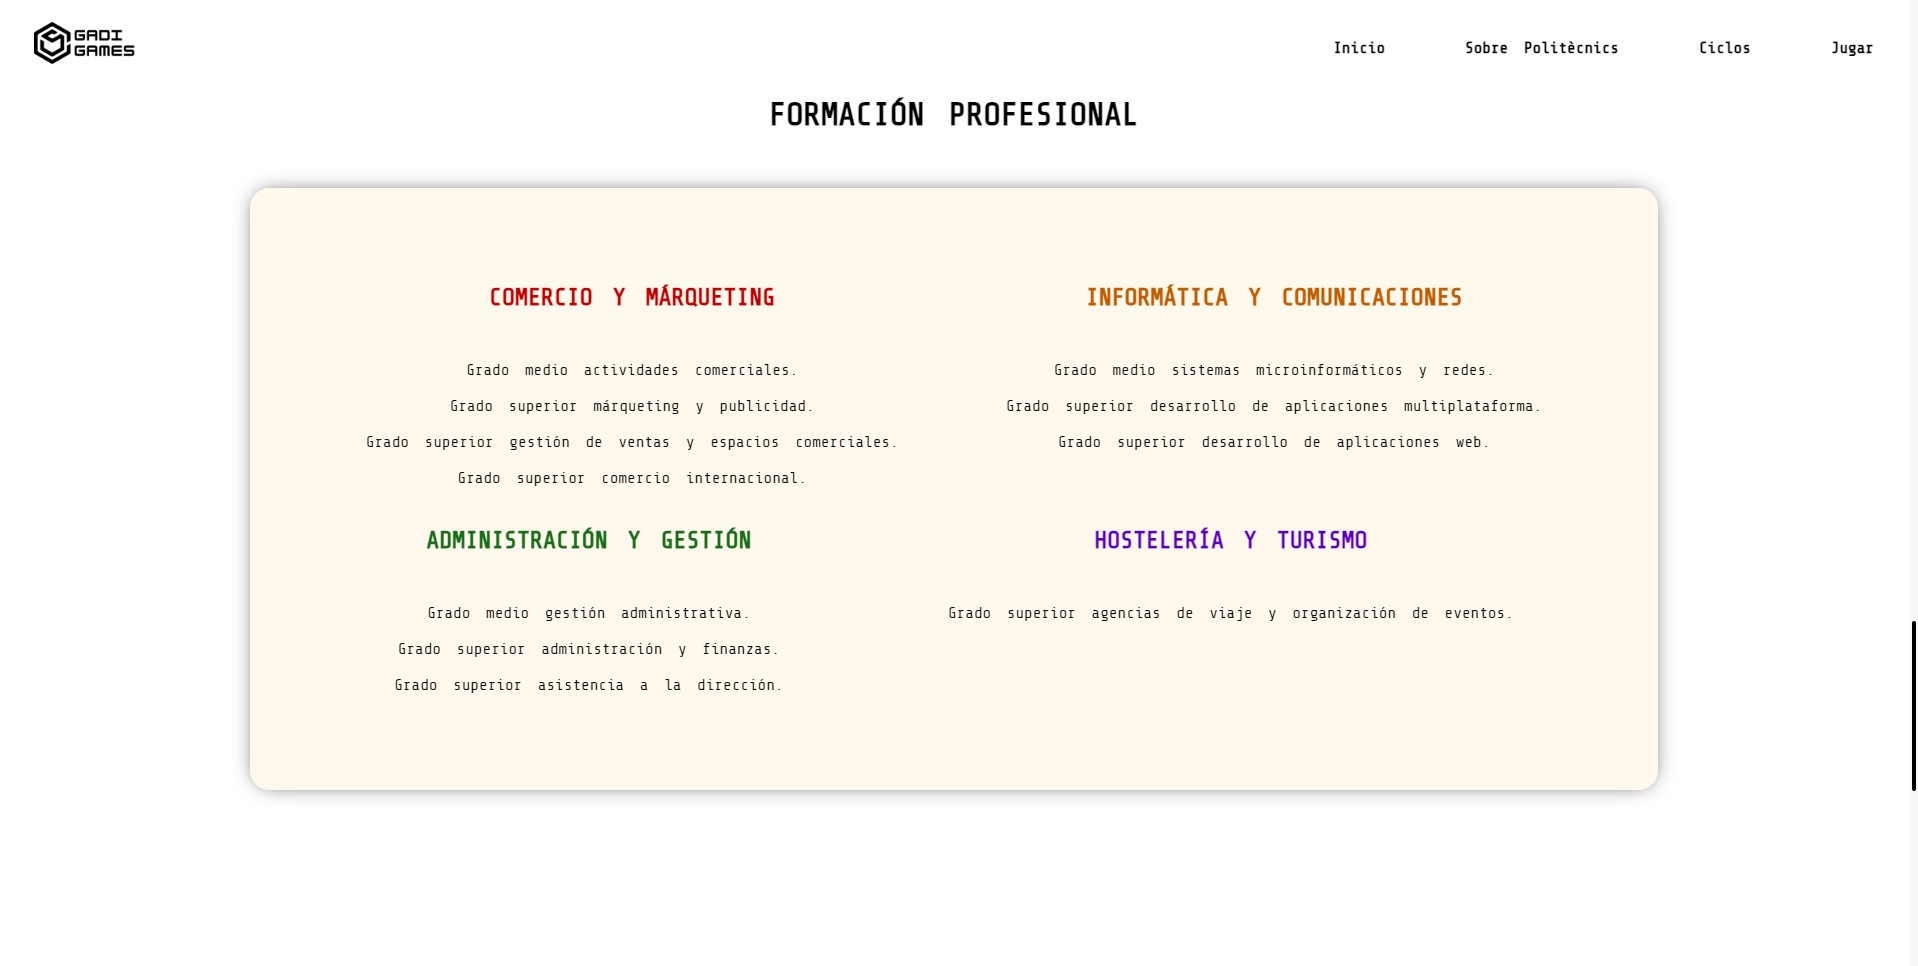 GADI
GAMES
Inicio
Sobre Politècnics
Ciclos
Jugar
FORMACIÓN PROFESIONAL
COMERCIO Y MÁRQUETING
Grado medio actividades comerciales.
Grado superior márqueting y publicidad.
Grado superior gestión de ventas y espacios comerciales.
Grado superior comercio internacional.
INFORMÁTICA Y COMUNICACIONES
Grado medio sistemas microinformáticos y redes.
Grado superior desarrollo de aplicaciones multiplataforma.
Grado superior desarrollo de aplicaciones web.
ADMINISTRACIÓN Y GESTIÓN
Grado medio gestión administrativa.
Grado superior administración y finanzas.
Grado superior asistencia a la dirección.
HOSTELERÍA Y TURISMO
Grado superior agencias de viaje y organización de eventos.